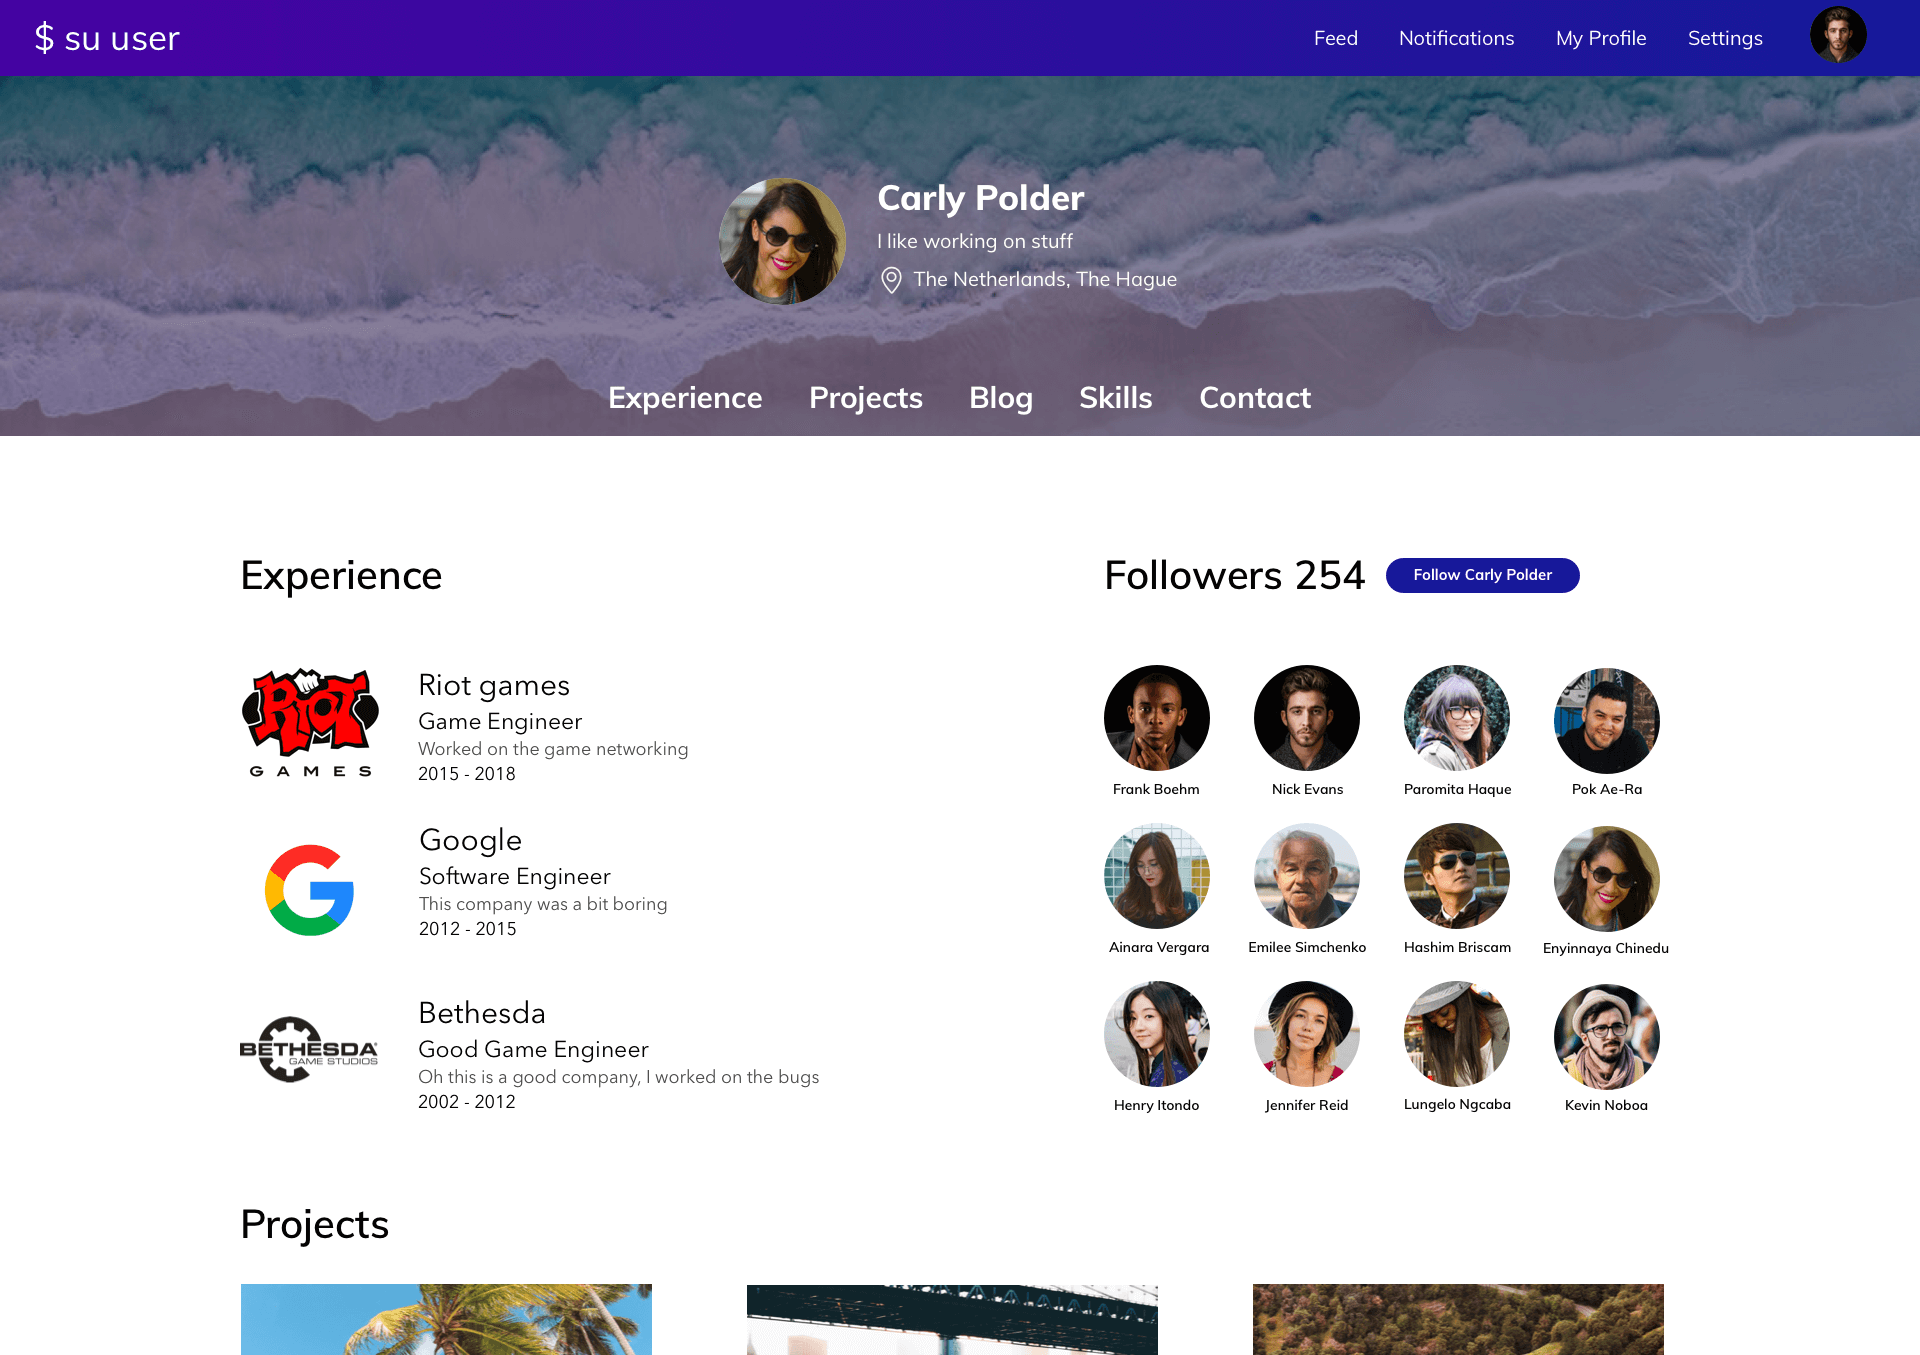 $ su user
Feed
Notifications
My Profile
Settings
Carly Polder
I like working on stuff
The Netherlands, The Hague
Experience
Projects
Blog
Skills
Contact
Experience
RIOT
GAMES
Riot games
Game Engineer
Worked on the game networking
2015 - 2018
G
Google
Software Engineer
This company was a bit boring
2012 - 2015
BETHESDA
GAME STUDIOS
Bethesda
Good Game Engineer
Oh this is a good company, I worked on the bugs
2002 - 2012
Followers 254
Follow Carly Polder
Frank Boehm
Nick Evans
Paromita Haque
Pok Ae-Ra
Ainara Vergara
Emilee Simchenko
Hashim Briscam
Enyinnaya Chinedu
Henry Itondo
Jennifer Reid
Lungelo Ngcaba
Kevin Noboa
Projects